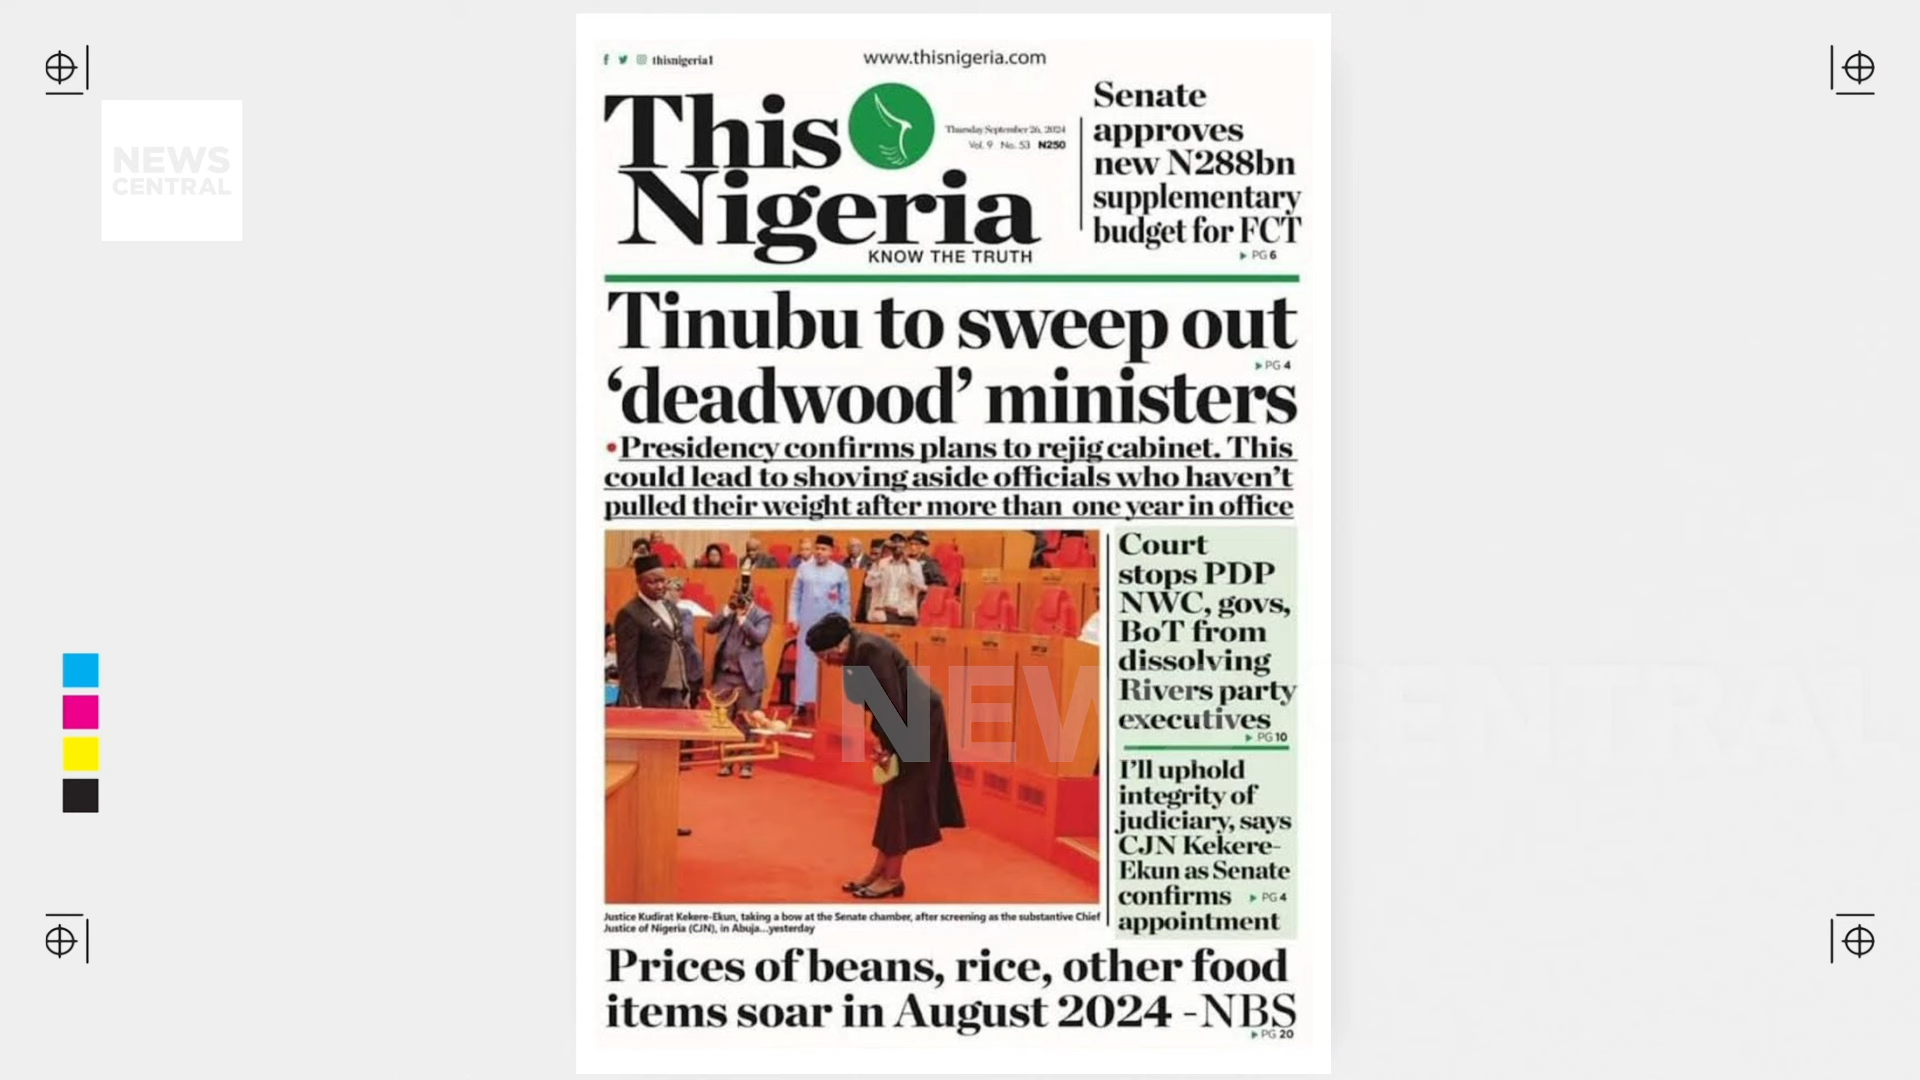 NEWS
CENTRAL
thisnigeria1
www.thisnigeria.com
This
Nigeria
KNOW THE TRUTH
Thursday September 26, 2024
Vol. 9 No. 53 N250
Senate
approves
new N288bn
supplementary
budget for FCT
PG 6
Tinubu to sweep out
PG 4
‘deadwood’ ministers
•Presidency confirms plans to rejig cabinet. This
could lead to shoving aside officials who haven’t
pulled their weight after more than one year in office
Court
stops PDP
NWC, govs,
BoT from
dissolving
Rivers party
executives
PG 10
I’ll uphold
integrity of
judiciary, says
CJN Kekere-
Ekun as Senate
confirms PG 4
appointment
Justice Kudirat Kekere-Ekun, taking a bow at the Senate chamber, after screening as the substantive Chief
Justice of Nigeria (CJN), in Abuja...yesterday
Prices of beans, rice, other food
items soar in August 2024 -NBS
PG 20
NEWS CENTRAL